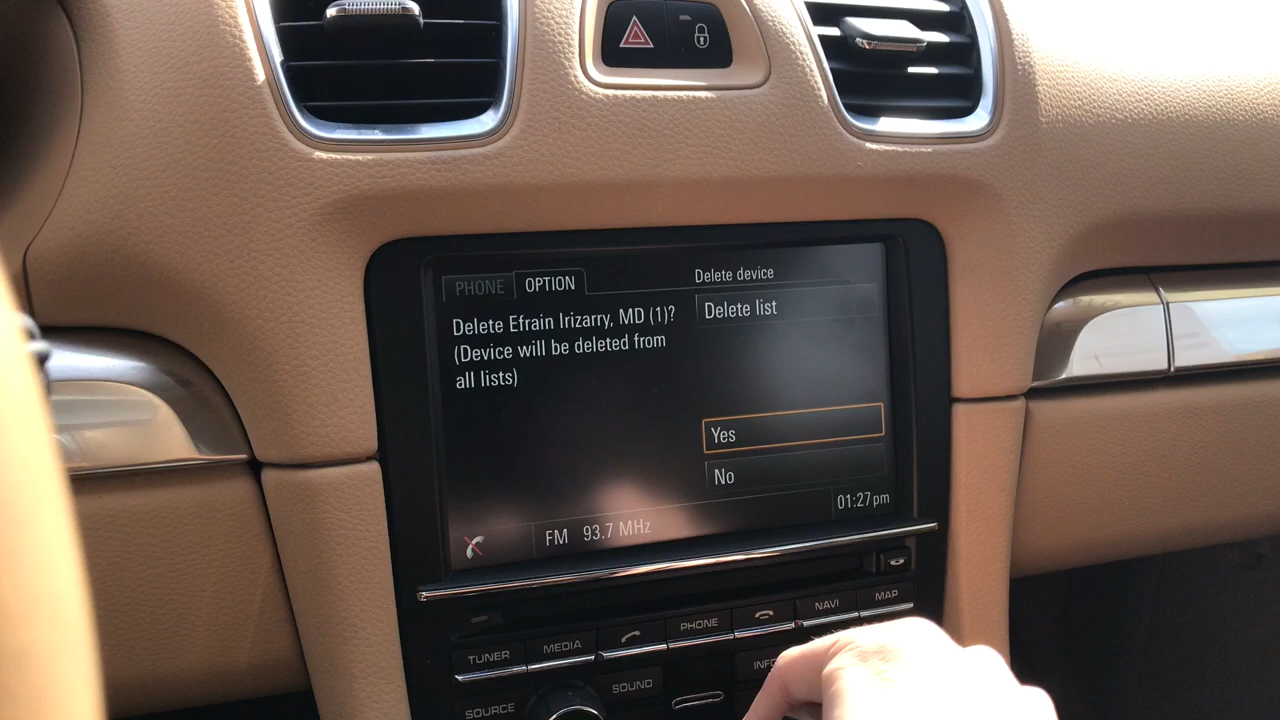 PHONE
OPTION
Delete device
Delete Efrain Irizarry, MD (1)?
(Device will be deleted from
all lists)
Delete list
Yes
No
01:27pm
FM 93.7 MHz
TUNER
MEDIA
PHONE
NAVI
MAP
SOURCE
SOUND
INFO